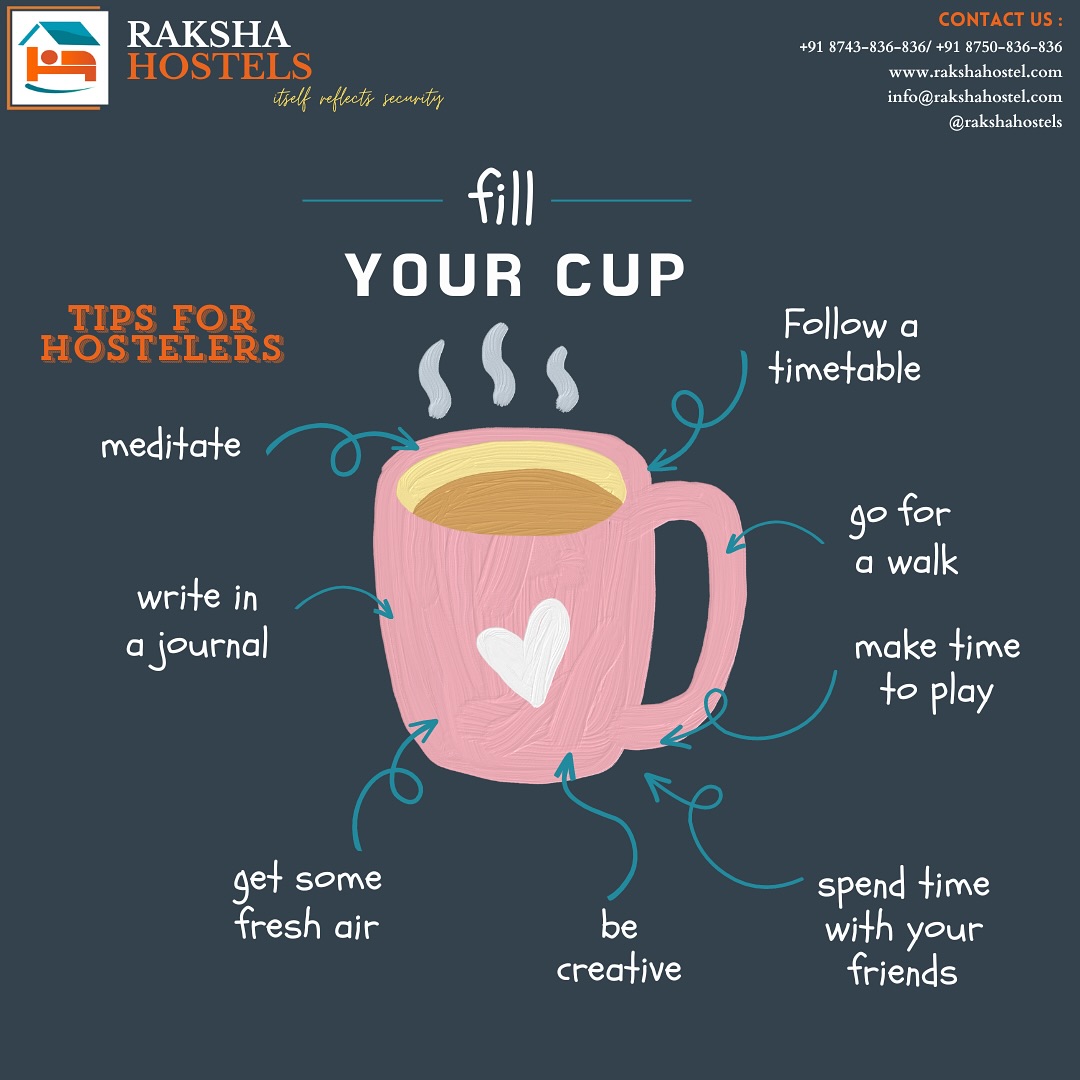 RAKSHA
HOSTELS
itself reflects security
CONTACT US :
+91 8743-836-836/ +91 8750-836-836
www.rakshahostel.com
info@rakshahostel.com
@rakshahostels
fill
YOUR CUP
TIPS FOR
HOSTELERS
Follow a
timetable
meditate
go for
a walk
write in
a journal
make time
to play
get some
fresh air
be
creative
spend time
with your
friends